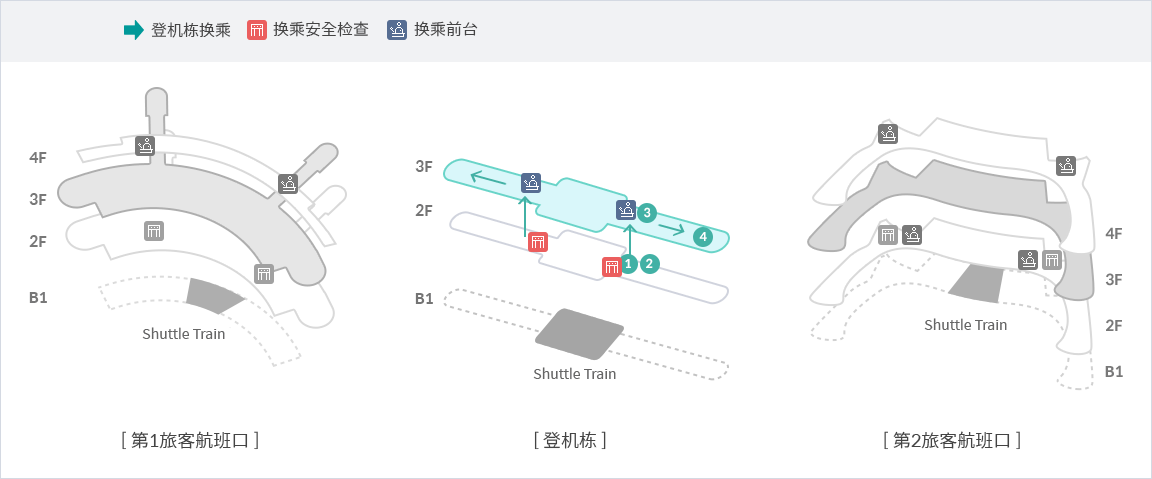 登机栋换乘
换乘安全检查
换乘前台
4F
3F
2F
B1
Shuttle Train
[ 第1旅客航班口 ]
3F
2F
B1
3
4
1
2
Shuttle Train
[ 登机栋 ]
4F
3F
2F
B1
Shuttle Train
[ 第2旅客航班口 ]